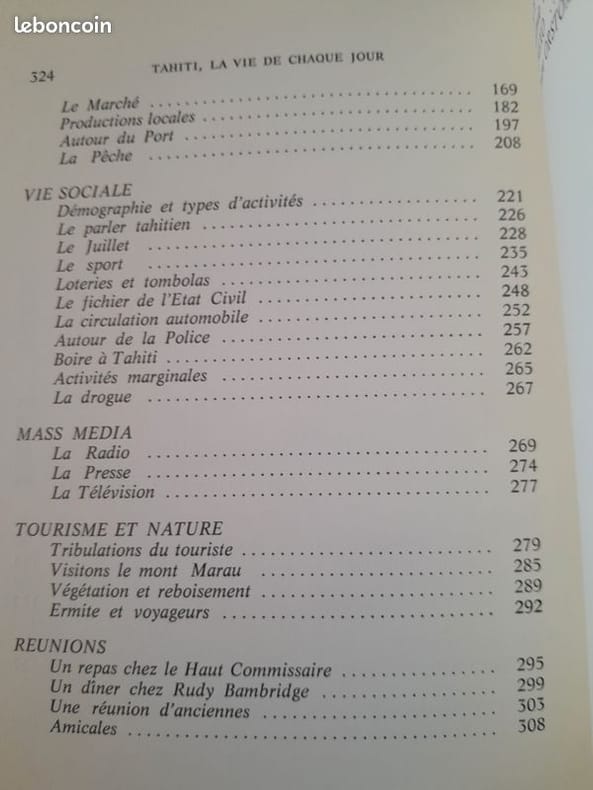 leboncoin
324 TAHITI, LA VIE DE CHAQUE JOUR
Le Marché ........................................ 169
Productions locales .............................. 182
Autour du Port ................................... 197
La Pêche ......................................... 208
VIE SOCIALE
Démographie et types d'activités ................. 221
Le parler tahitien ............................... 226
Le Juillet ....................................... 228
Le sport ......................................... 235
Loteries et tombolas ............................. 243
Le fichier de l'Etat Civil ....................... 248
La circulation automobile ........................ 252
Autour de la Police .............................. 257
Boire à Tahiti ................................... 262
Activités marginales ............................. 265
La drogue ........................................ 267
MASS MEDIA
La Radio ......................................... 269
La Presse ........................................ 274
La Télévision .................................... 277
TOURISME ET NATURE
Tribulations du touriste ......................... 279
Visitons le mont Marau ........................... 285
Végétation et reboisement ........................ 289
Ermite et voyageurs .............................. 292
REUNIONS
Un repas chez le Haut Commissaire ................ 295
Un dîner chez Rudy Bambridge ..................... 299
Une réunion d'anciennes .......................... 303
Amicales ......................................... 308